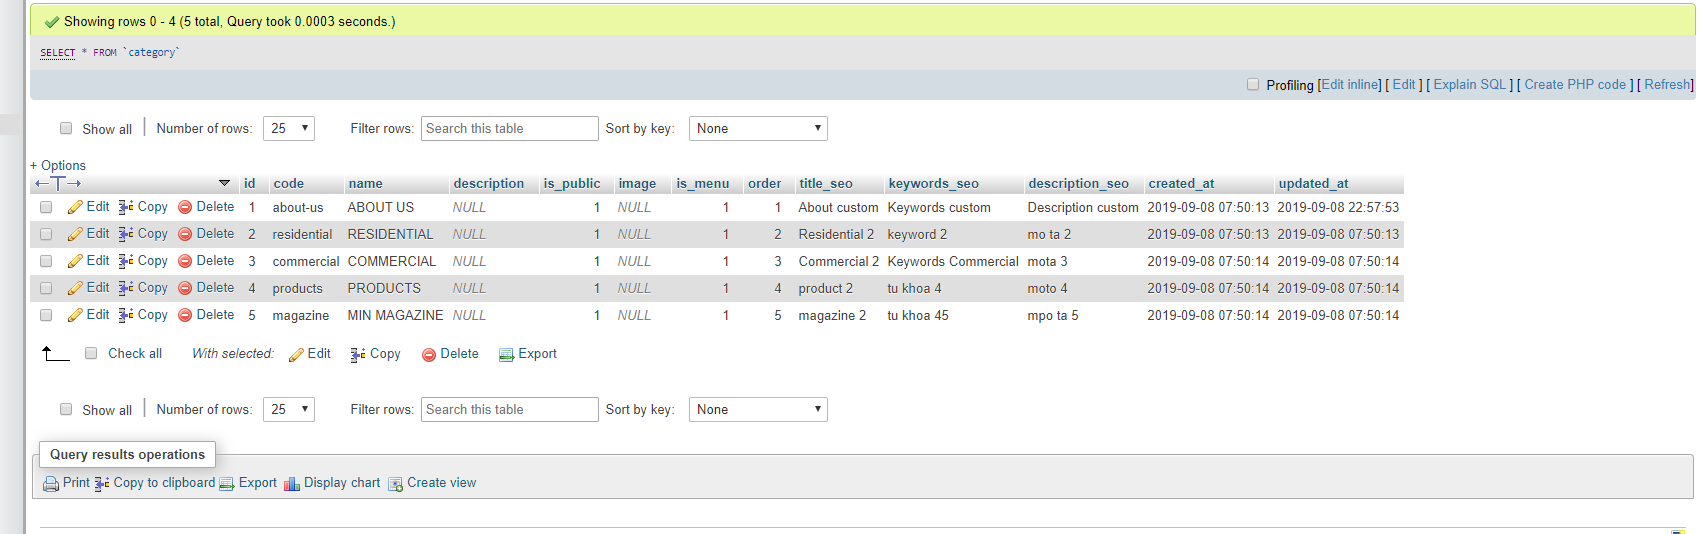 Showing rows 0 - 4 (5 total, Query took 0.0003 seconds.)
SELECT * FROM `category`
Profiling [Edit inline] [ Edit ] [ Explain SQL ] [ Create PHP code ] [ Refresh]
Show all Number of rows: 25 Filter rows: Search this table Sort by key: None
+ Options
id code name description is_public image is_menu order title_seo keywords_seo description_seo created_at updated_at
Edit Copy Delete 1 about-us ABOUT US NULL 1 NULL 1 1 About custom Keywords custom Description custom 2019-09-08 07:50:13 2019-09-08 22:57:53
Edit Copy Delete 2 residential RESIDENTIAL NULL 1 NULL 1 2 Residential 2 keyword 2 mo ta 2 2019-09-08 07:50:13 2019-09-08 07:50:13
Edit Copy Delete 3 commercial COMMERCIAL NULL 1 NULL 1 3 Commercial 2 Keywords Commercial mota 3 2019-09-08 07:50:14 2019-09-08 07:50:14
Edit Copy Delete 4 products PRODUCTS NULL 1 NULL 1 4 product 2 tu khoa 4 moto 4 2019-09-08 07:50:14 2019-09-08 07:50:14
Edit Copy Delete 5 magazine MIN MAGAZINE NULL 1 NULL 1 5 magazine 2 tu khoa 45 mpo ta 5 2019-09-08 07:50:14 2019-09-08 07:50:14
Check all With selected: Edit Copy Delete Export
Show all Number of rows: 25 Filter rows: Search this table Sort by key: None
Query results operations
Print Copy to clipboard Export Display chart Create view